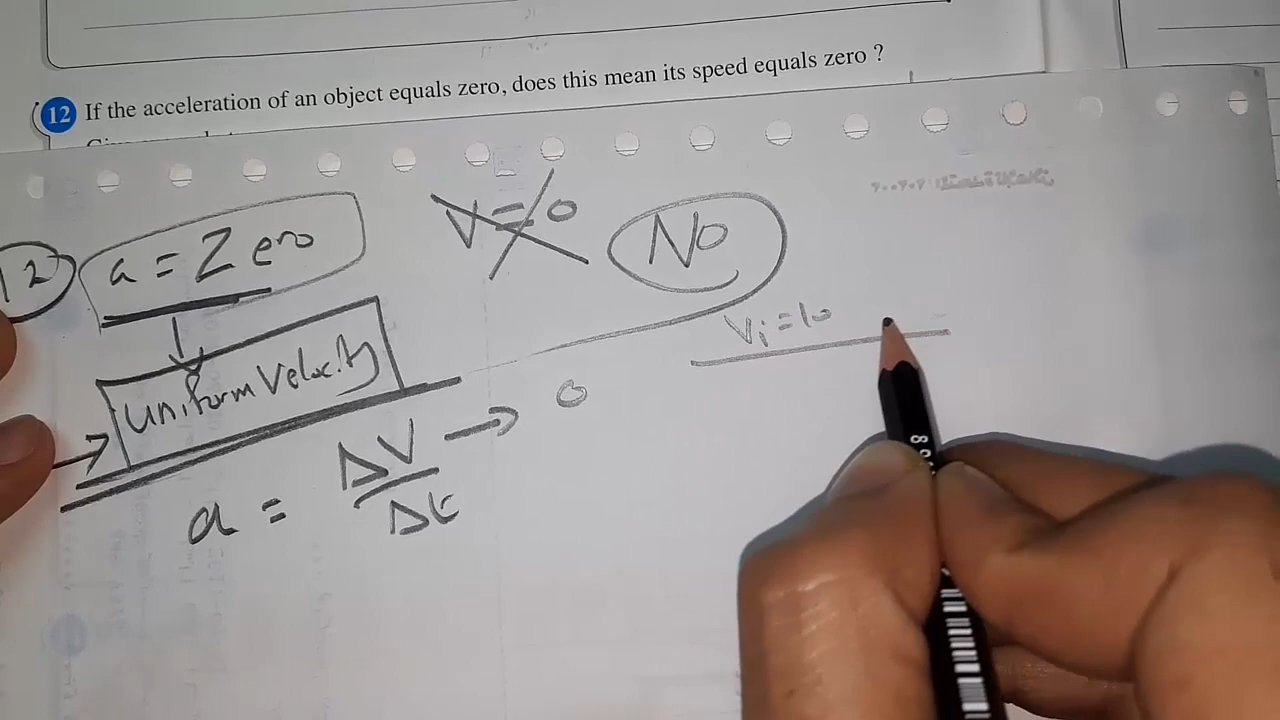 12 If the acceleration of an object equals zero, does this mean its speed equals zero ?
12 a = Zero
V = 0
No
Uniform Velocity
Vi = 10
a = ΔV → 0
Δt